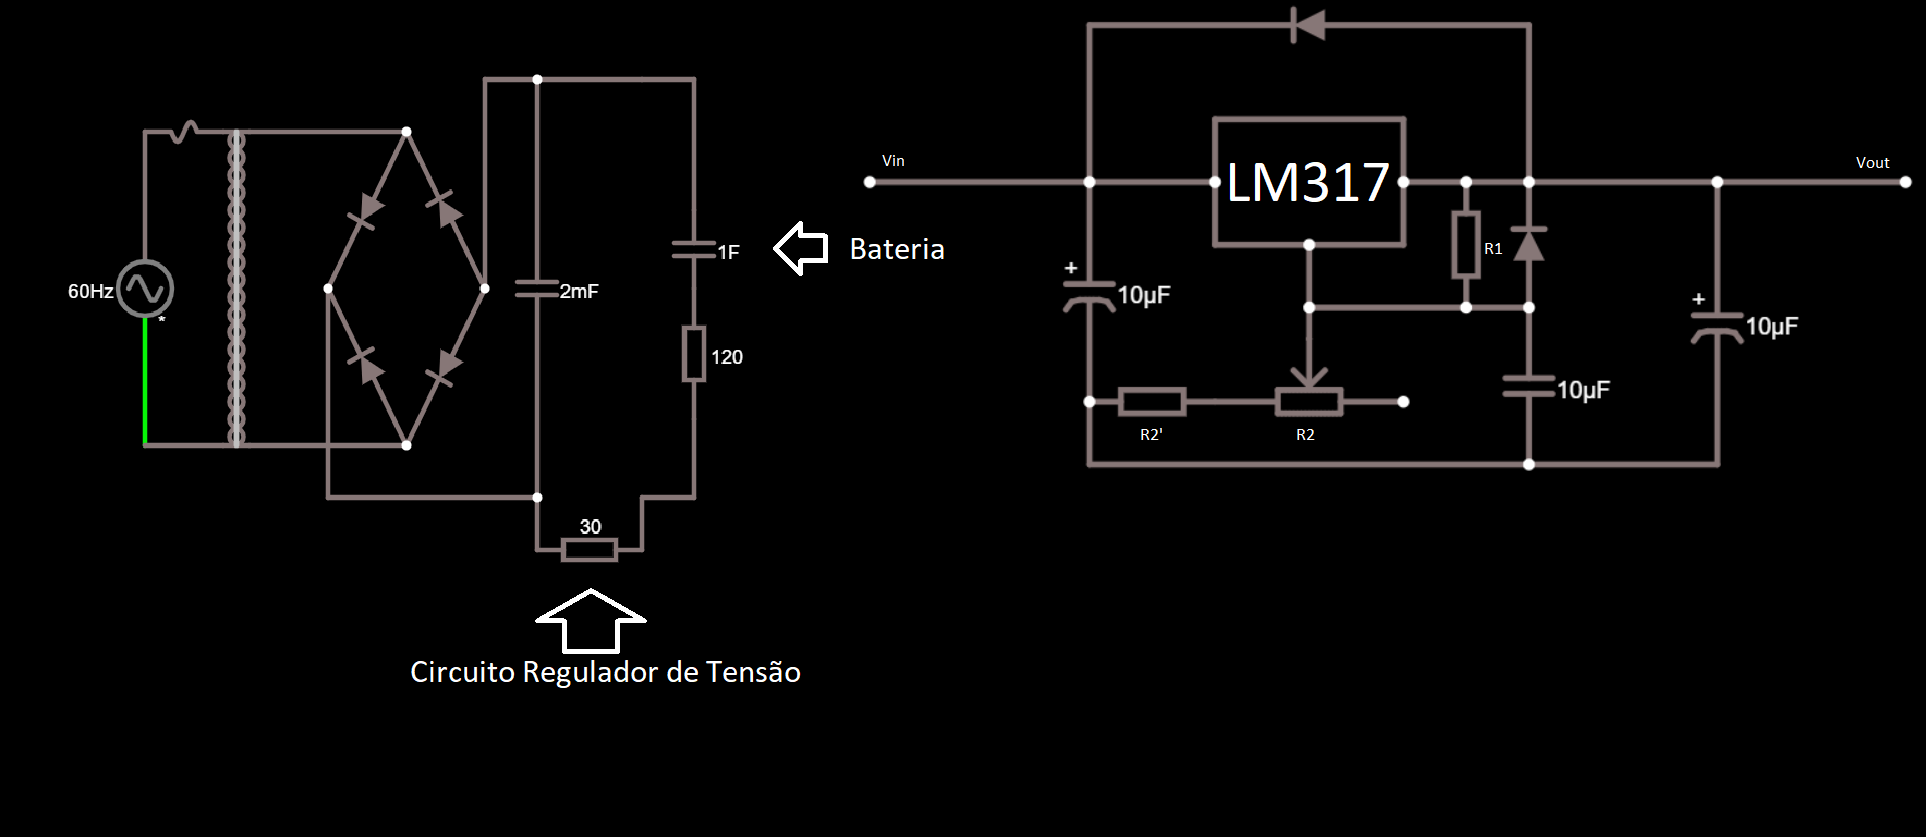 60Hz
*
2mF
1F
Bateria
120
30
Circuito Regulador de Tensão
Vin
LM317
Vout
R1
+
10µF
+
10µF
10µF
R2'
R2